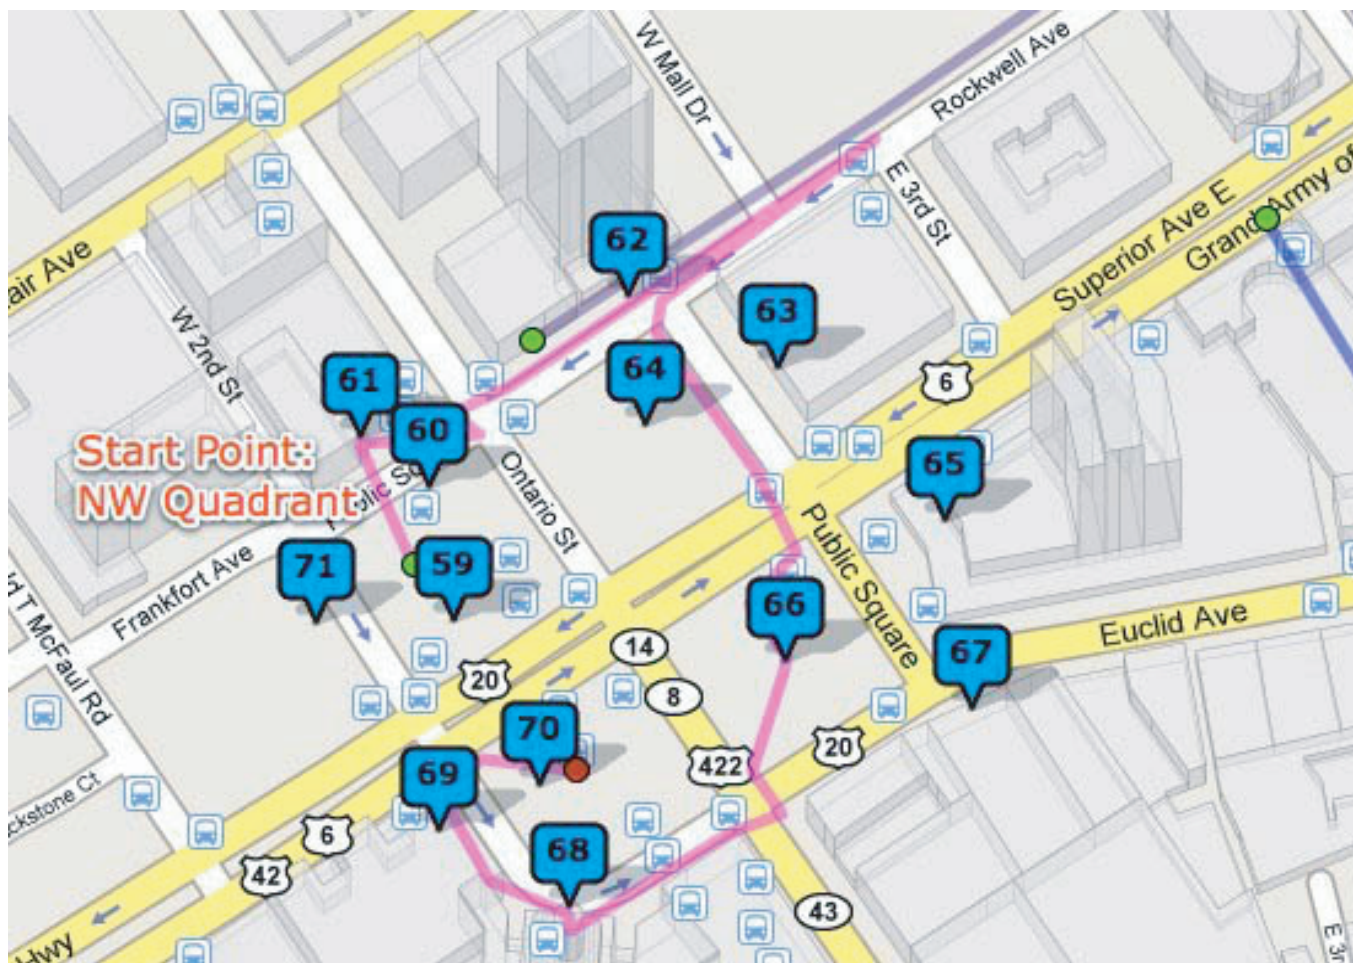 W Mall Dr
Rockwell Ave
E 3rd St
Superior Ave E
Grand Army of
air Ave
W 2nd St
62
63
61
64
6
60
Start Point:
NW Quadrant
65
Ontario St
Public Square
71
59
Frankfort Ave
66
Euclid Ave
d T McFaul Rd
14
67
20
8
70
422
20
69
ckstone Ct
6
68
42
43
Hwy